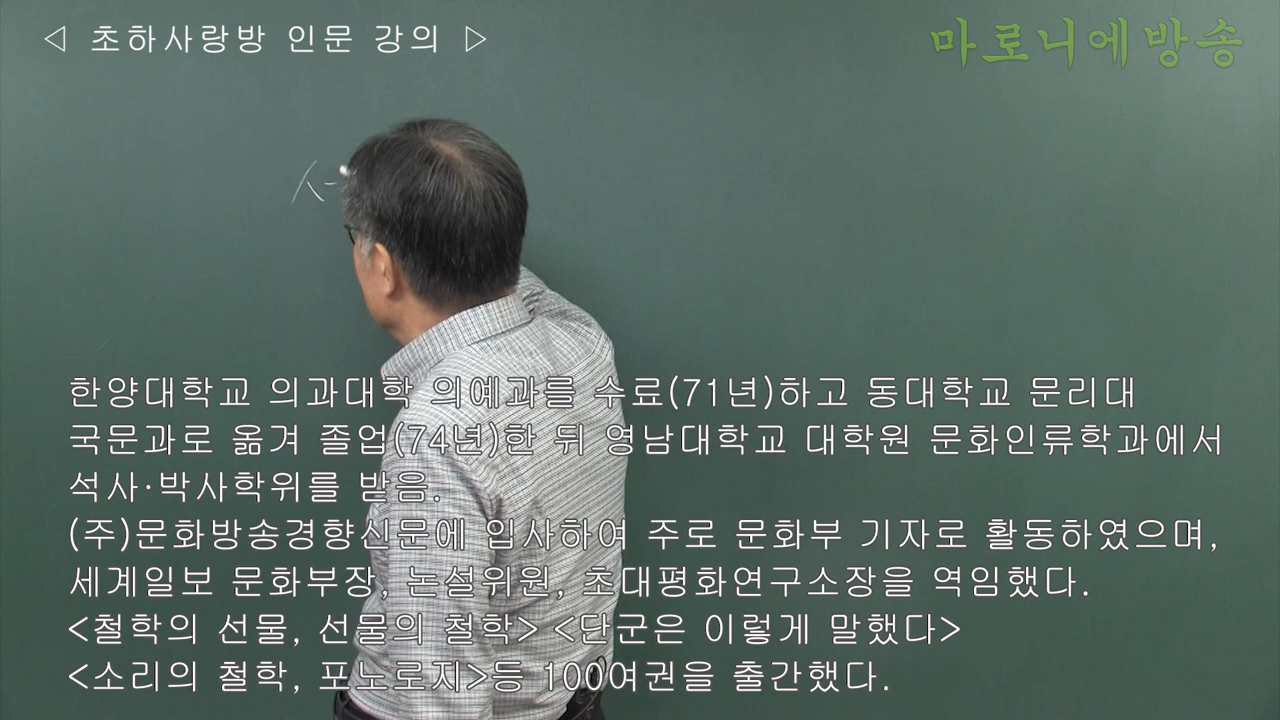 ◁ 초하사랑방 인문 강의 ▷
마로니에방송
한양대학교 의과대학 의예과를 수료(71년)하고 동대학교 문리대
국문과로 옮겨 졸업(74년)한 뒤 영남대학교 대학원 문화인류학과에서
석사·박사학위를 받음.
(주)문화방송경향신문에 입사하여 주로 문화부 기자로 활동하였으며,
세계일보 문화부장, 논설위원, 초대평화연구소장을 역임했다.
<철학의 선물, 선물의 철학> <단군은 이렇게 말했다>
<소리의 철학, 포노로지>등 100여권을 출간했다.